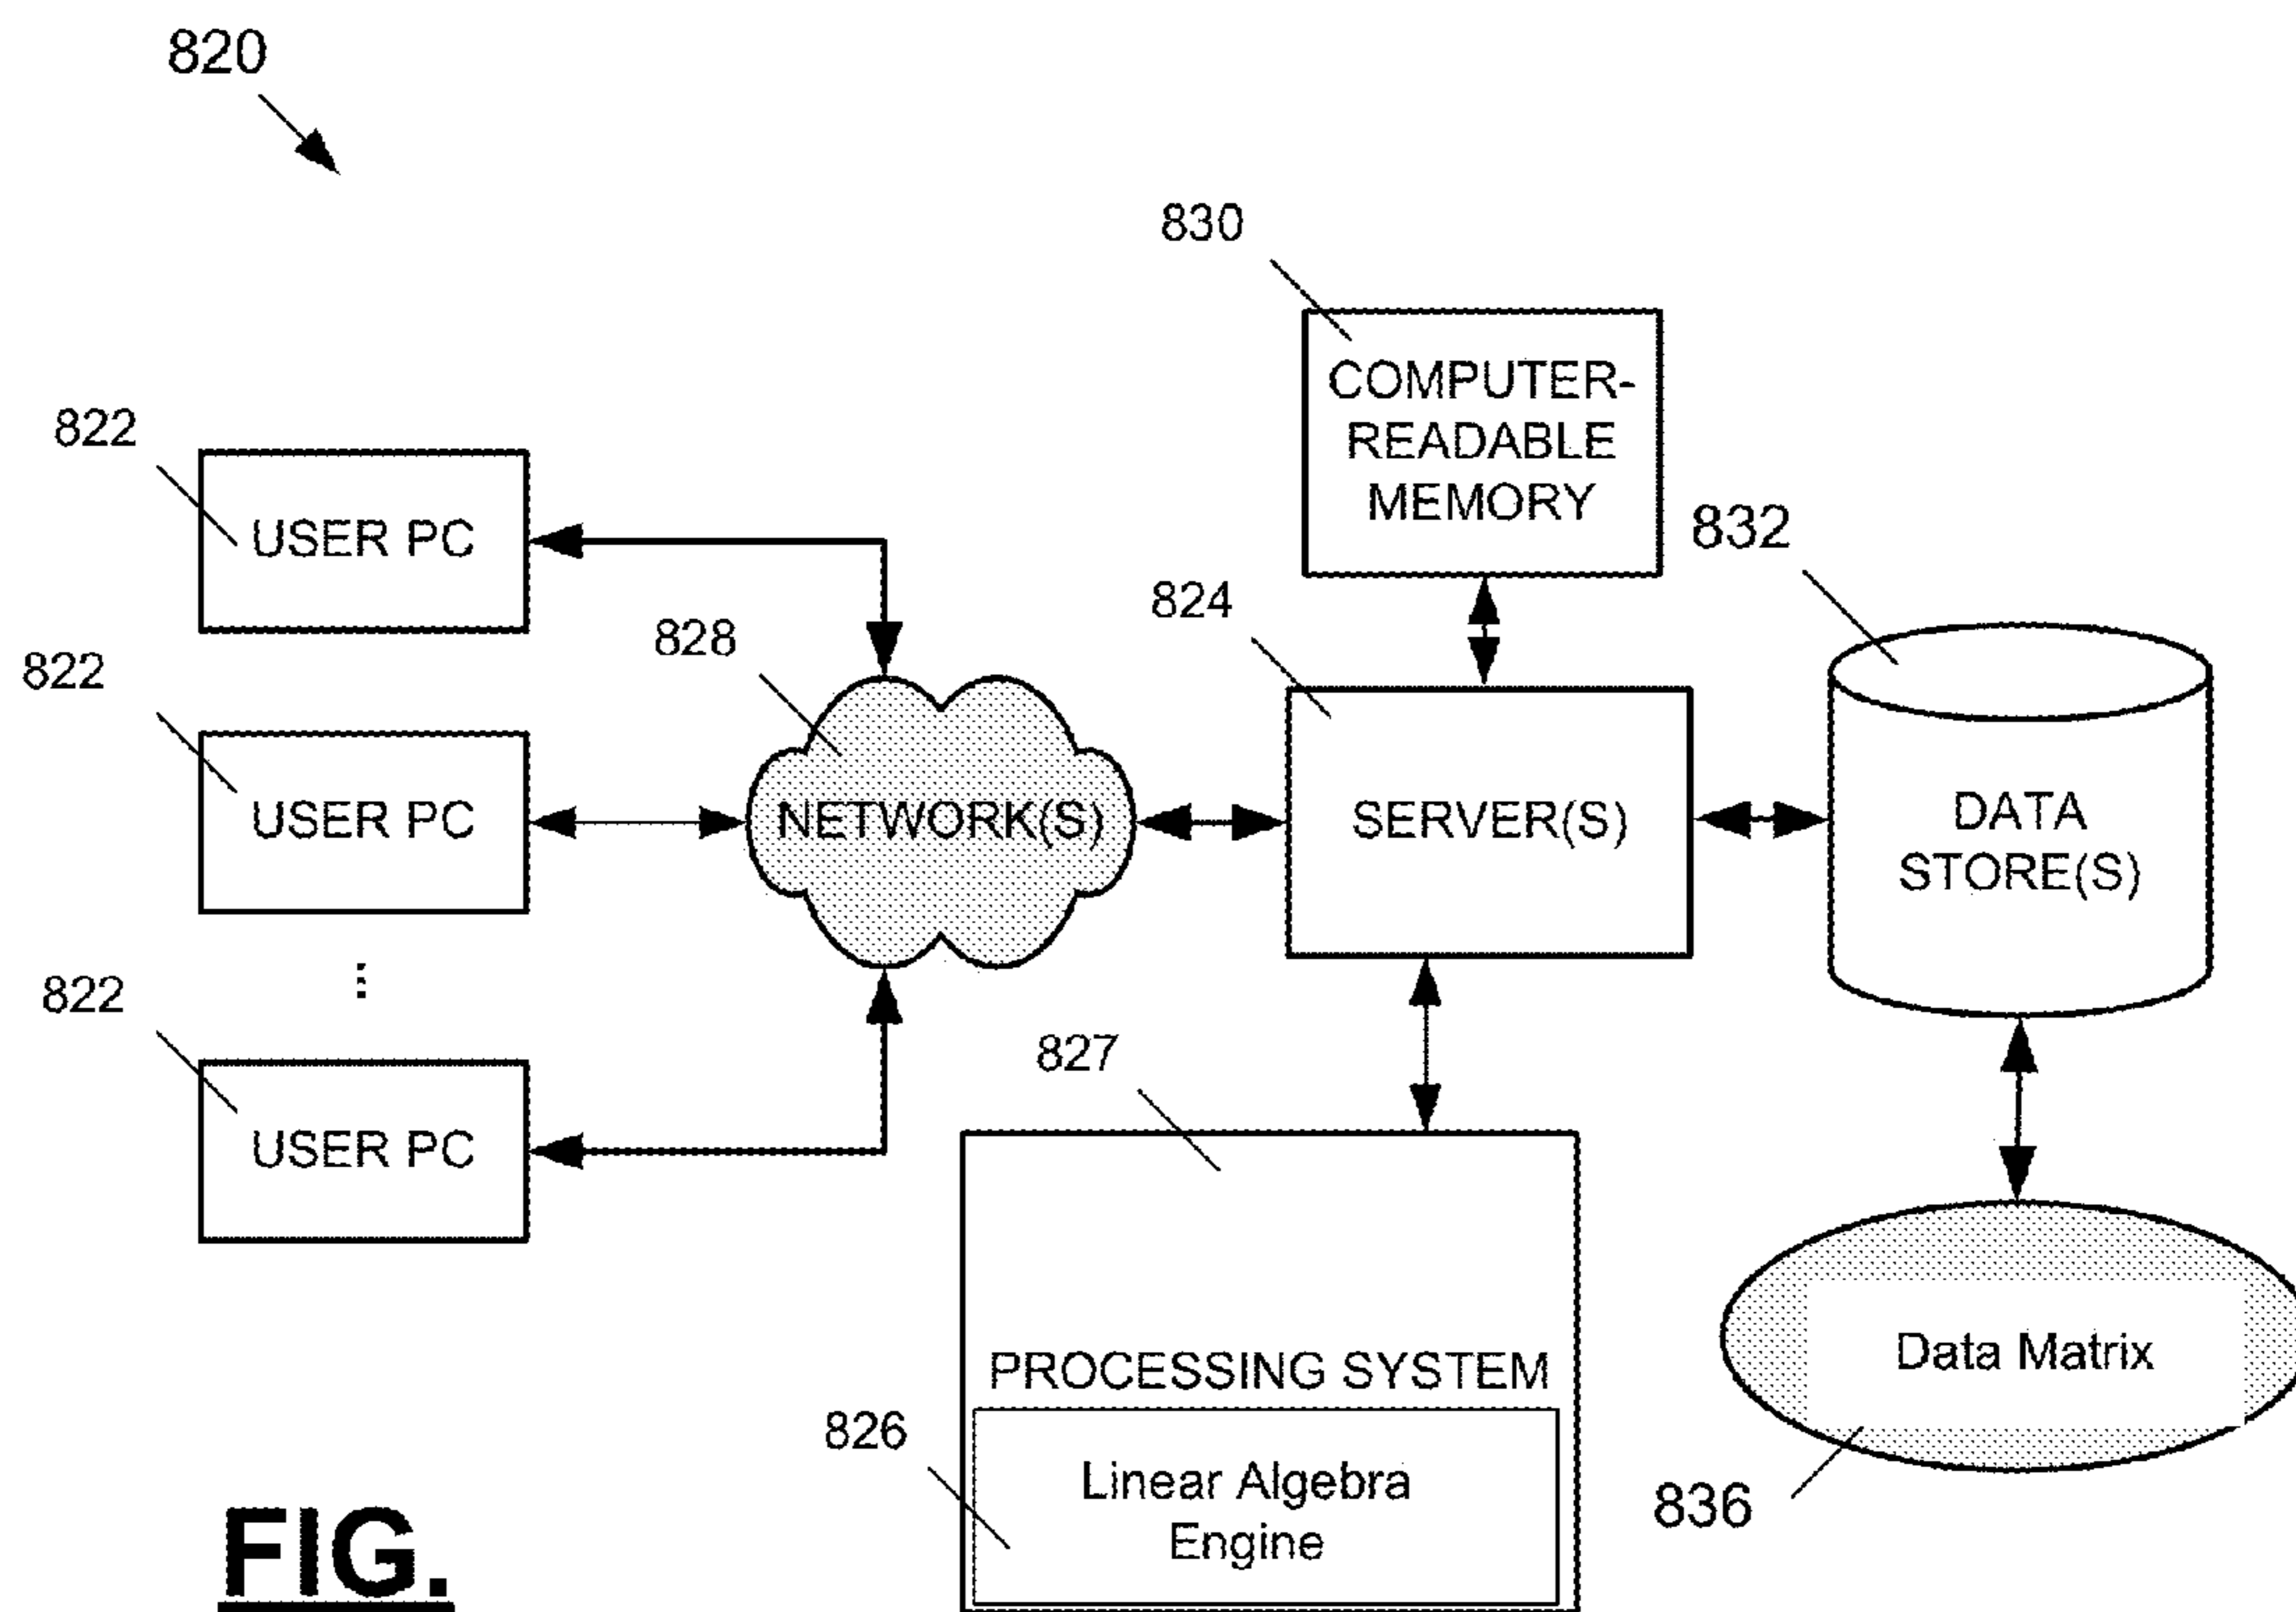 820
830
COMPUTER-
READABLE
MEMORY
822
USER PC
832
824
828
822
USER PC
NETWORK(S)
SERVER(S)
DATA
STORE(S)
...
822
USER PC
827
PROCESSING SYSTEM
Data Matrix
826
Linear Algebra
Engine
836
FIG.